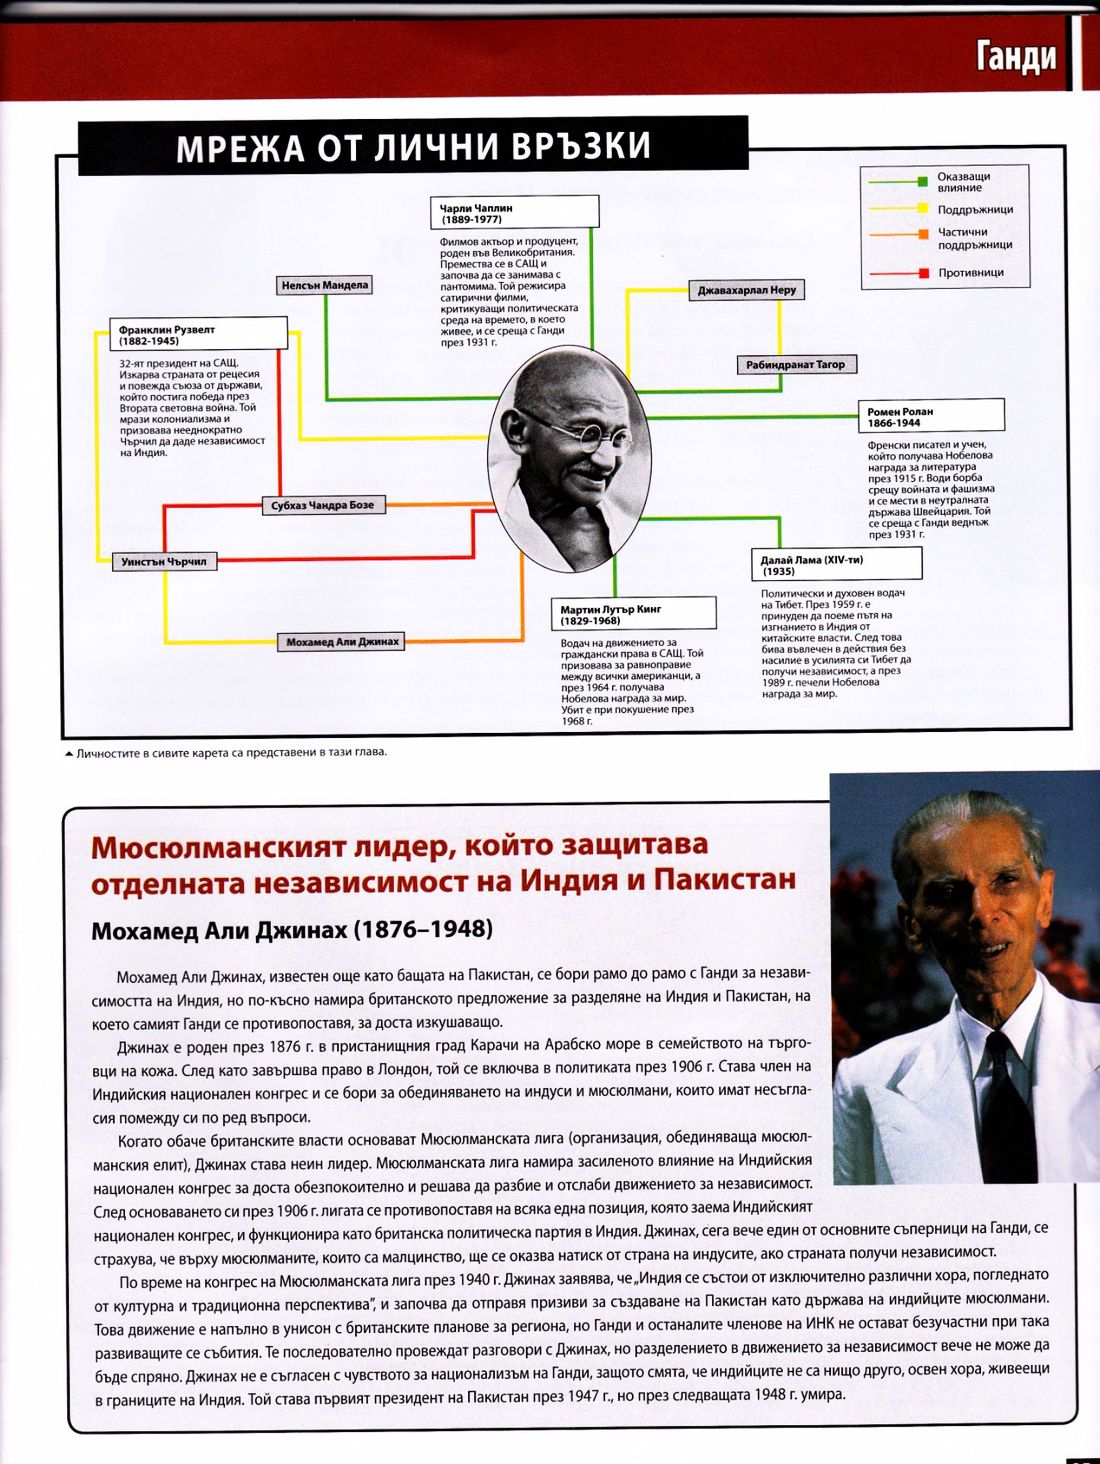 Ганди
МРЕЖА ОТ ЛИЧНИ ВРЪЗКИ
Оказващи
влияние
Поддръжници
Частични
поддръжници
Противници
Чарли Чаплин
(1889-1977)
Филмов актьор и продуцент,
роден във Великобритания.
Премества се в САЩ и
започва да се занимава с
пантомима. Той режисира
сатирични филми,
критикуващи политическата
среда на времето, в което
живее, и се среща с Ганди
през 1931 г.
Нелсън Мандела
Джавахарлал Неру
Франклин Рузвелт
(1882-1945)
32-ят президент на САЩ.
Изкарва страната от рецесия
и повежда съюза от държави,
който постига победа през
Втората световна война. Той
мрази колониализма и
призовава нееднократно
Чърчил да даде независимост
на Индия.
Рабиндранат Тагор
Ромен Ролан
1866-1944
Френски писател и учен,
който получава Нобелова
награда за литература
през 1915 г. Води борба
срещу войната и фашизма
и се мести в неутралната
държава Швейцария. Той
се среща с Ганди веднъж
през 1931 г.
Субхаз Чандра Бозе
Уинстън Чърчил
Далай Лама (XIV-ти)
(1935)
Политически и духовен водач
на Тибет. През 1959 г. е
принуден да поеме пътя на
изгнанието в Индия от
китайските власти. След това
бива въвлечен в действия без
насилие в усилията си Тибет да
получи независимост, а през
1989 г. печели Нобелова
награда за мир.
Мартин Лутър Кинг
(1829-1968)
Водач на движението за
граждански права в САЩ. Той
призовава за равноправие
между всички американци, а
през 1964 г. получава
Нобелова награда за мир.
Убит е при покушение през
1968 г.
Мохамед Али Джинах
Личностите в сивите карета са представени в тази глава.
Мюсюлманският лидер, който защитава
отделната независимост на Индия и Пакистан
Мохамед Али Джинах (1876–1948)
Мохамед Али Джинах, известен още като бащата на Пакистан, се бори рамо до рамо с Ганди за незави-
симостта на Индия, но по-късно намира британското предложение за разделяне на Индия и Пакистан, на
което самият Ганди се противопоставя, за доста изкушаващо.
Джинах е роден през 1876 г. в пристанищния град Карачи на Арабско море в семейството на търго-
вци на кожа. След като завършва право в Лондон, той се включва в политиката през 1906 г. Става член на
Индийския национален конгрес и се бори за обединяването на индуси и мюсюлмани, които имат несъгла-
сия помежду си по ред въпроси.
Когато обаче британските власти основават Мюсюлманската лига (организация, обединяваща мюсюл-
манския елит), Джинах става неин лидер. Мюсюлманската лига намира засиленото влияние на Индийския
национален конгрес за доста обезпокоително и решава да разбие и отслаби движението за независимост.
След основаването си през 1906 г. лигата се противопоставя на всяка една позиция, която заема Индийският
национален конгрес, и функционира като британска политическа партия в Индия. Джинах, сега вече един от основните съперници на Ганди, се
страхува, че върху мюсюлманите, които са малцинство, ще се оказва натиск от страна на индусите, ако страната получи независимост.
По време на конгрес на Мюсюлманската лига през 1940 г. Джинах заявява, че „Индия се състои от изключително различни хора, погледнато
от културна и традиционна перспектива”, и започва да отправя призиви за създаване на Пакистан като държава на индийците мюсюлмани.
Това движение е напълно в унисон с британските планове за региона, но Ганди и останалите членове на ИНК не остават безучастни при така
развиващите се събития. Те последователно провеждат разговори с Джинах, но разделението в движението за независимост вече не може да
бъде спряно. Джинах не е съгласен с чувството за национализъм на Ганди, защото смята, че индийците не са нищо друго, освен хора, живеещи
в границите на Индия. Той става първият президент на Пакистан през 1947 г., но през следващата 1948 г. умира.